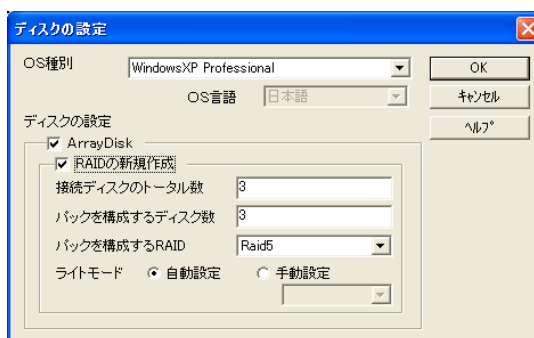 ディスクの設定
OS種別 WindowsXP Professional OK
OS言語 日本語 キャンセル
ディスクの設定 ヘルプ
ArrayDisk
RAIDの新規作成
接続ディスクのトータル数 3
パックを構成するディスク数 3
パックを構成するRAID Raid5
ライトモード 自動設定 手動設定